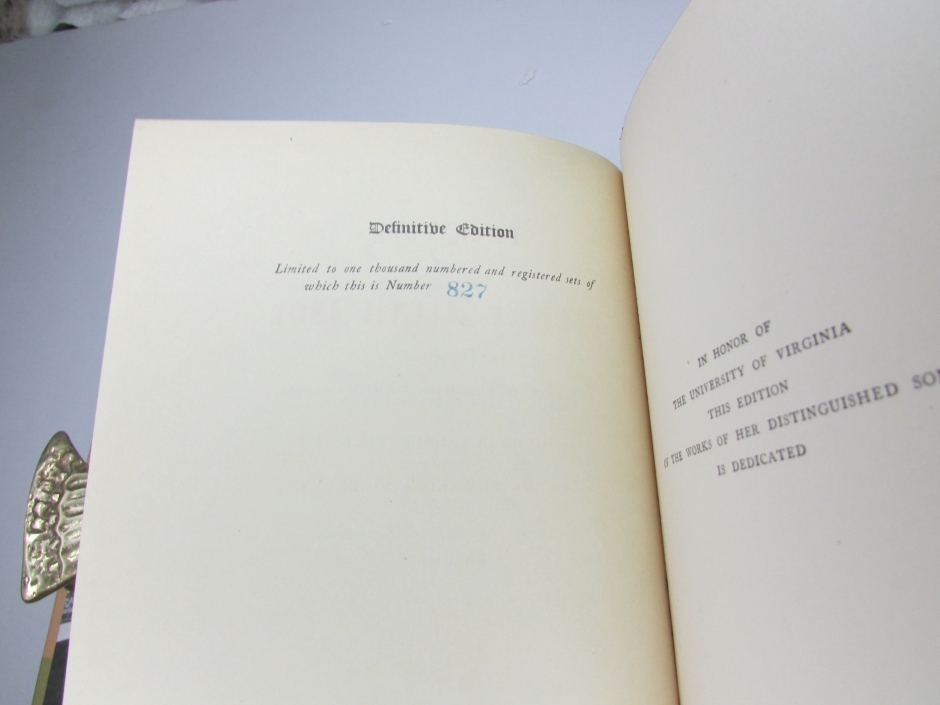 Definitive Edition
Limited to one thousand numbered and registered sets of
which this is Number 827
IN HONOR OF
THE UNIVERSITY OF VIRGINIA
THIS EDITION
OF THE WORKS OF HER DISTINGUISHED SON
IS DEDICATED